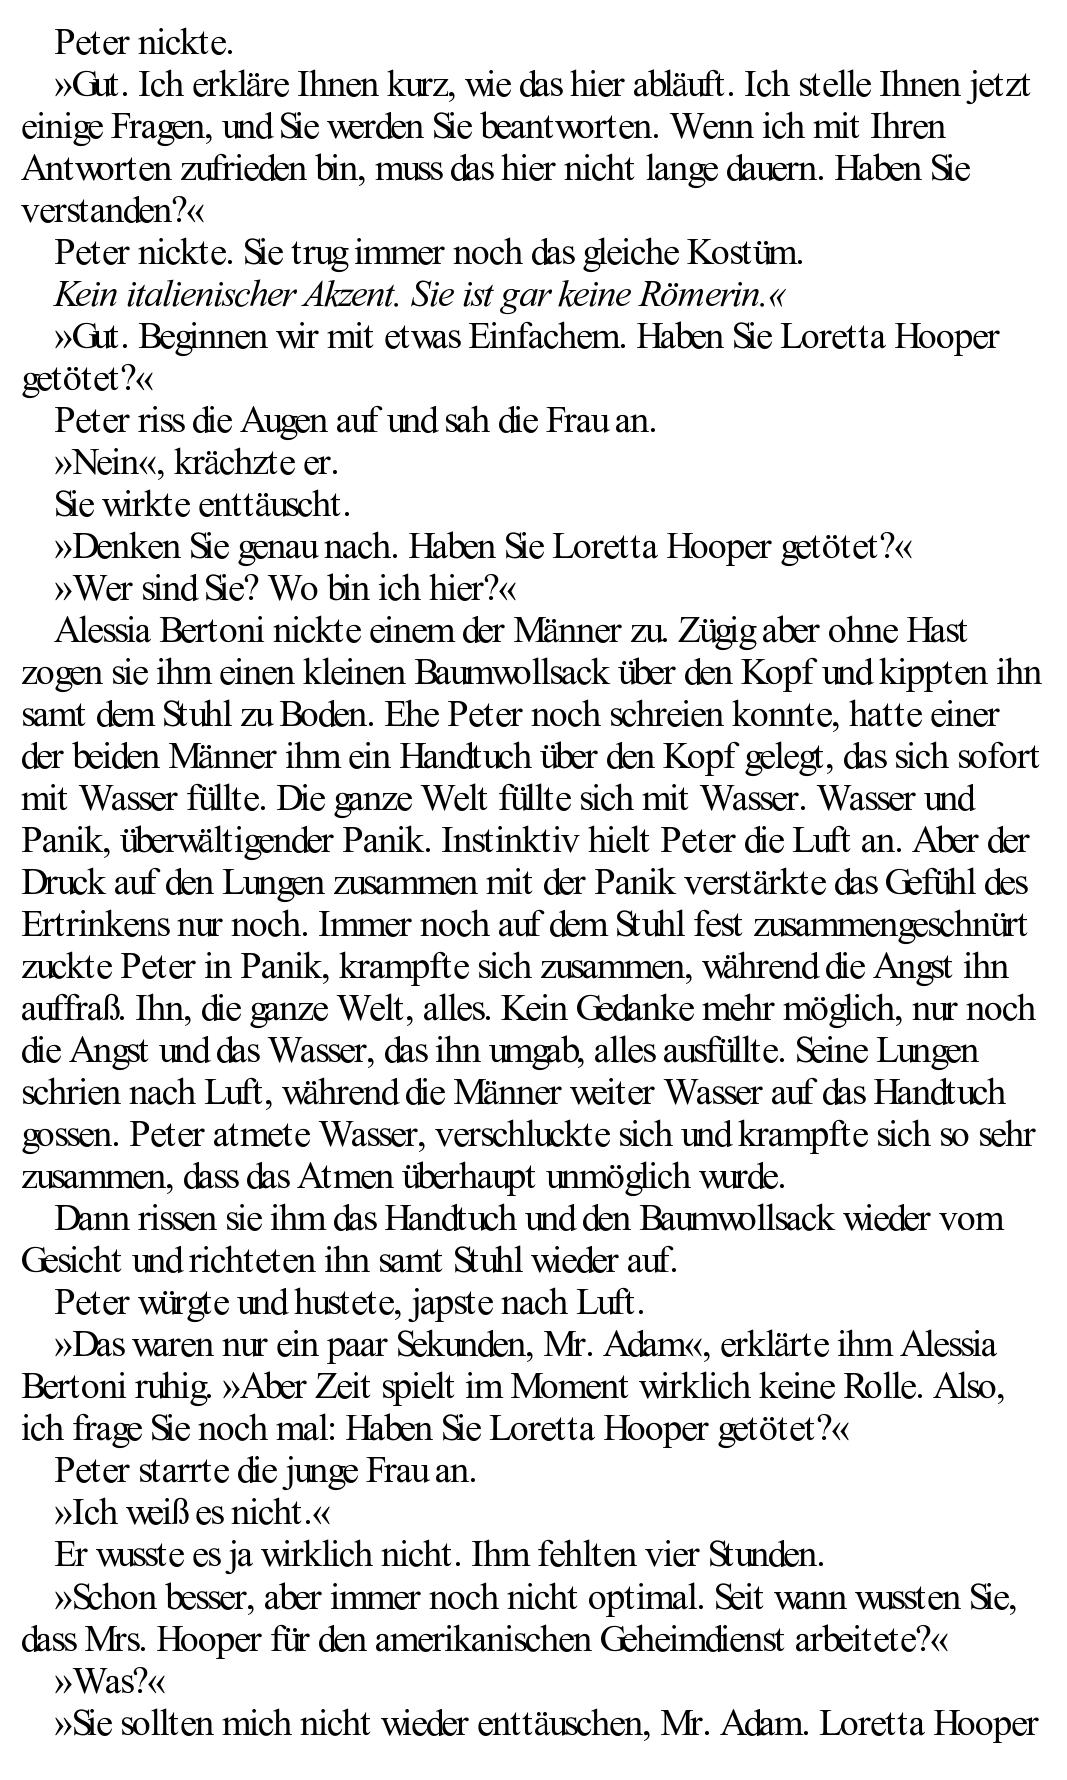 Peter nickte.
»Gut. Ich erkläre Ihnen kurz, wie das hier abläuft. Ich stelle Ihnen jetzt
einige Fragen, und Sie werden Sie beantworten. Wenn ich mit Ihren
Antworten zufrieden bin, muss das hier nicht lange dauern. Haben Sie
verstanden?«
Peter nickte. Sie trug immer noch das gleiche Kostüm.
Kein italienischer Akzent. Sie ist gar keine Römerin.«
»Gut. Beginnen wir mit etwas Einfachem. Haben Sie Loretta Hooper
getötet?«
Peter riss die Augen auf und sah die Frau an.
»Nein«, krächzte er.
Sie wirkte enttäuscht.
»Denken Sie genau nach. Haben Sie Loretta Hooper getötet?«
»Wer sind Sie? Wo bin ich hier?«
Alessia Bertoni nickte einem der Männer zu. Zügig aber ohne Hast
zogen sie ihm einen kleinen Baumwollsack über den Kopf und kippten ihn
samt dem Stuhl zu Boden. Ehe Peter noch schreien konnte, hatte einer
der beiden Männer ihm ein Handtuch über den Kopf gelegt, das sich sofort
mit Wasser füllte. Die ganze Welt füllte sich mit Wasser. Wasser und
Panik, überwältigender Panik. Instinktiv hielt Peter die Luft an. Aber der
Druck auf den Lungen zusammen mit der Panik verstärkte das Gefühl des
Ertrinkens nur noch. Immer noch auf dem Stuhl fest zusammengeschnürt
zuckte Peter in Panik, krampfte sich zusammen, während die Angst ihn
auffraß. Ihn, die ganze Welt, alles. Kein Gedanke mehr möglich, nur noch
die Angst und das Wasser, das ihn umgab, alles ausfüllte. Seine Lungen
schrien nach Luft, während die Männer weiter Wasser auf das Handtuch
gossen. Peter atmete Wasser, verschluckte sich und krampfte sich so sehr
zusammen, dass das Atmen überhaupt unmöglich wurde.
Dann rissen sie ihm das Handtuch und den Baumwollsack wieder vom
Gesicht und richteten ihn samt Stuhl wieder auf.
Peter würgte und hustete, japste nach Luft.
»Das waren nur ein paar Sekunden, Mr. Adam«, erklärte ihm Alessia
Bertoni ruhig. »Aber Zeit spielt im Moment wirklich keine Rolle. Also,
ich frage Sie noch mal: Haben Sie Loretta Hooper getötet?«
Peter starrte die junge Frau an.
»Ich weiß es nicht.«
Er wusste es ja wirklich nicht. Ihm fehlten vier Stunden.
»Schon besser, aber immer noch nicht optimal. Seit wann wussten Sie,
dass Mrs. Hooper für den amerikanischen Geheimdienst arbeitete?«
»Was?«
»Sie sollten mich nicht wieder enttäuschen, Mr. Adam. Loretta Hooper